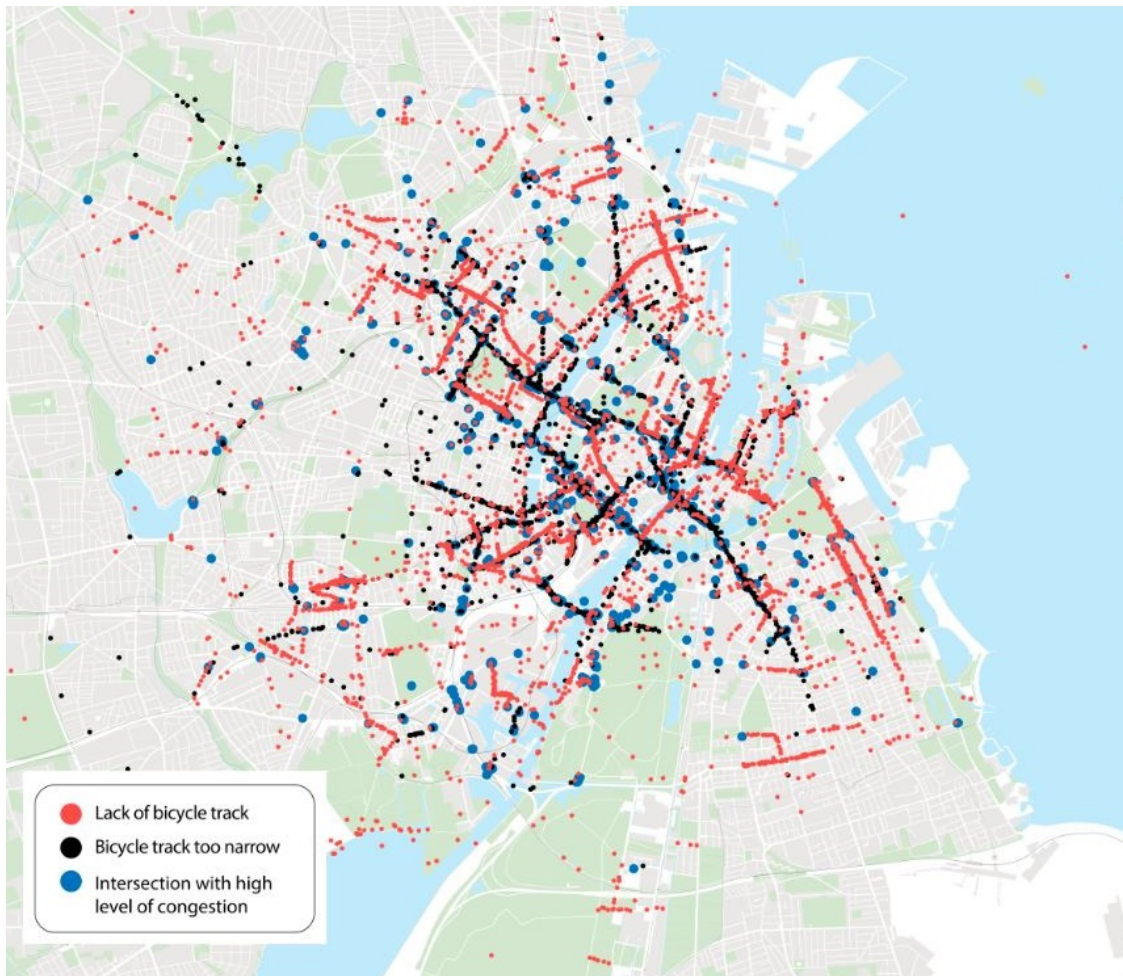 Lack of bicycle track
Bicycle track too narrow
Intersection with high
level of congestion